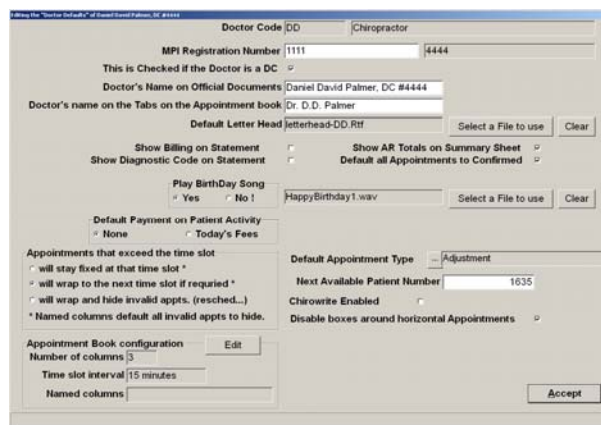 Editing the "Doctor Defaults" of Daniel David Palmer, DC #4444
Doctor Code DD Chiropractor
MPI Registration Number 1111 4444
This is Checked if the Doctor is a DC
Doctor's Name on Official Documents Daniel David Palmer, DC #4444
Doctor's name on the Tabs on the Appointment book Dr. D.D. Palmer
Default Letter Head letterhead-DD.Rtf Select a File to use Clear
Show Billing on Statement Show AR Totals on Summary Sheet
Show Diagnostic Code on Statement Default all Appointments to Confirmed
Play BirthDay Song
Yes No ! HappyBirthday1.wav Select a File to use Clear
Default Payment on Patient Activity
None Today's Fees
Appointments that exceed the time slot
will stay fixed at that time slot *
will wrap to the next time slot if requried *
will wrap and hide invalid appts. (resched...)
* Named columns default all invalid appts to hide.
Default Appointment Type ... Adjustment
Next Available Patient Number 1635
Chirowrite Enabled
Disable boxes around horizontal Appointments
Appointment Book configuration Edit
Number of columns 3
Time slot interval 15 minutes
Named columns
Accept